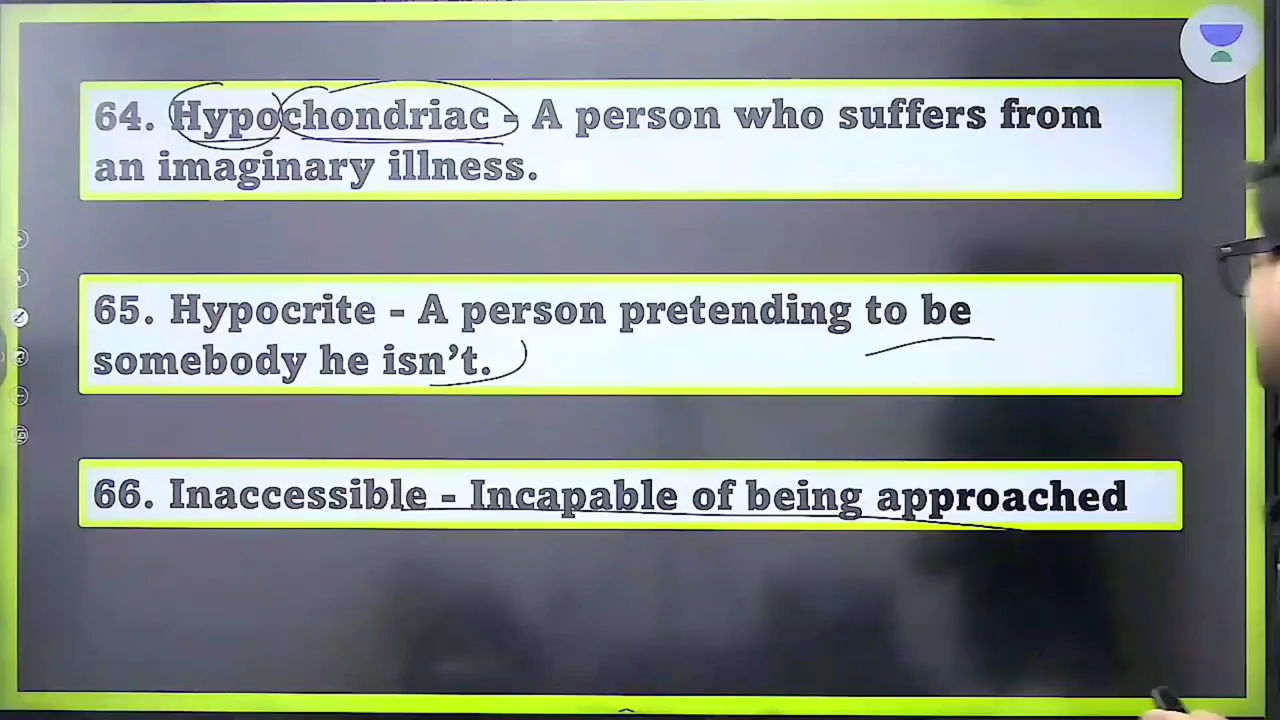 64. Hypochondriac - A person who suffers from
an imaginary illness.
65. Hypocrite - A person pretending to be
somebody he isn't.
66. Inaccessible - Incapable of being approached